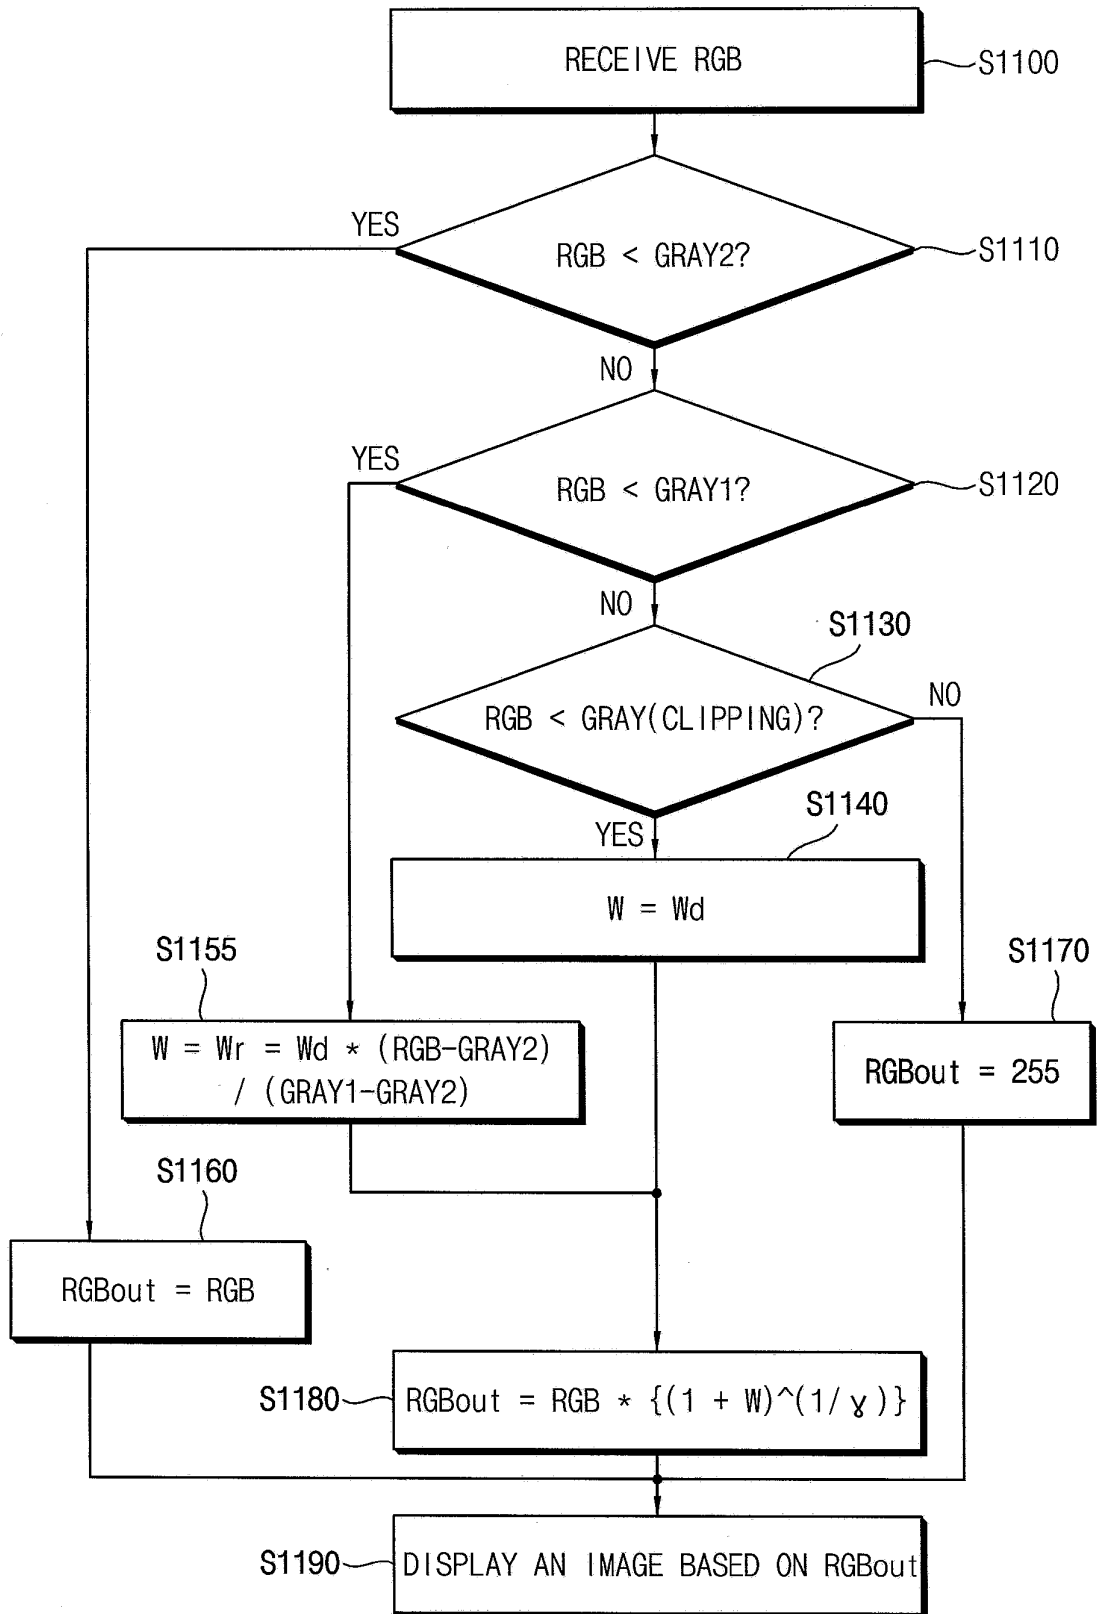 RECEIVE RGB
S1100
YES
RGB < GRAY2?
S1110
NO
YES
RGB < GRAY1?
S1120
NO
S1130
RGB < GRAY(CLIPPING)?
NO
S1140
YES
W = Wd
S1155
S1170
W = Wr = Wd * (RGB-GRAY2)
/ (GRAY1-GRAY2)
RGBout = 255
S1160
RGBout = RGB
S1180
RGBout = RGB * {(1 + W)^(1/ɣ)}
S1190
DISPLAY AN IMAGE BASED ON RGBout